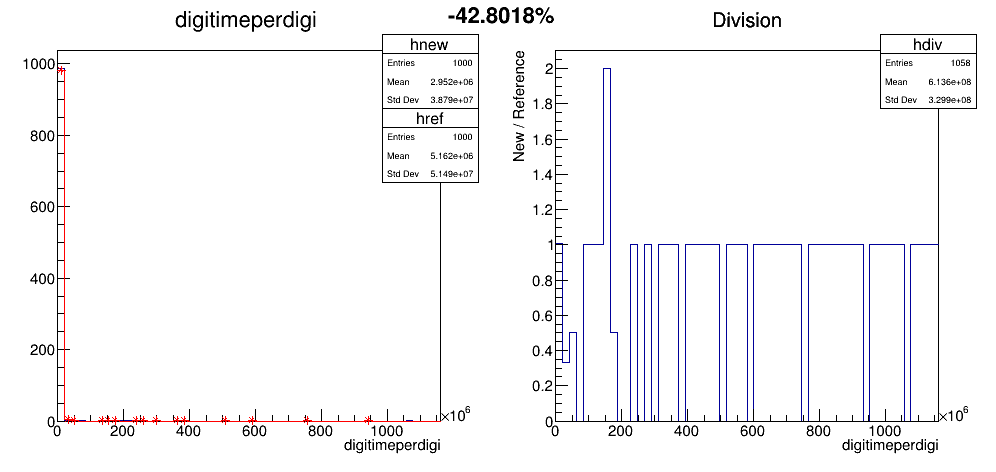 -42.8018%
digitimeperdigi
hnew
Entries 1000
Mean 2.952e+06
Std Dev 3.879e+07
href
Entries 1000
Mean 5.162e+06
Std Dev 5.149e+07
1000
800
600
400
200
0
0 200 400 600 800 1000
×10⁶
digitimeperdigi
Division
hdiv
Entries 1058
Mean 6.136e+08
Std Dev 3.299e+08
New / Reference
2
1.8
1.6
1.4
1.2
1
0.8
0.6
0.4
0.2
0
0 200 400 600 800 1000
×10⁶
digitimeperdigi